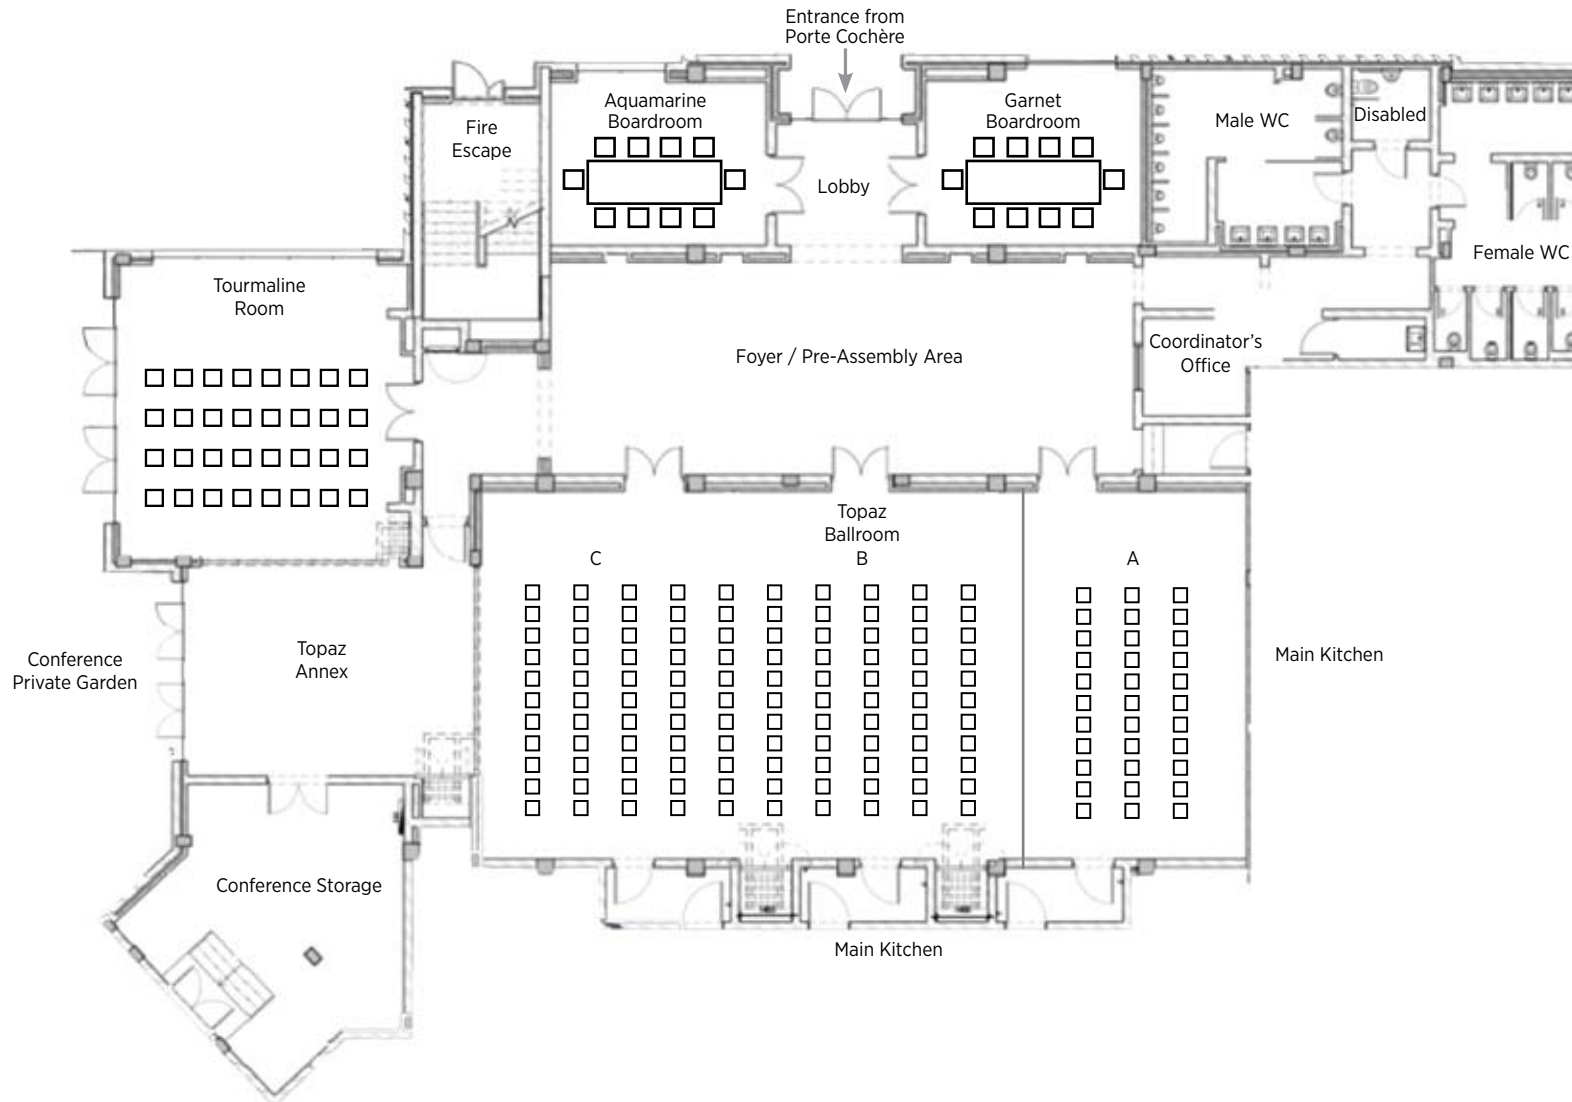 Entrance from
Porte Cochère
Aquamarine
Boardroom
Garnet
Boardroom
Male WC
Disabled
Fire
Escape
Lobby
Female WC
Tourmaline
Room
Foyer / Pre-Assembly Area
Coordinator's
Office
Topaz
Ballroom
C
B
A
Conference
Private Garden
Topaz
Annex
Main Kitchen
Conference Storage
Main Kitchen